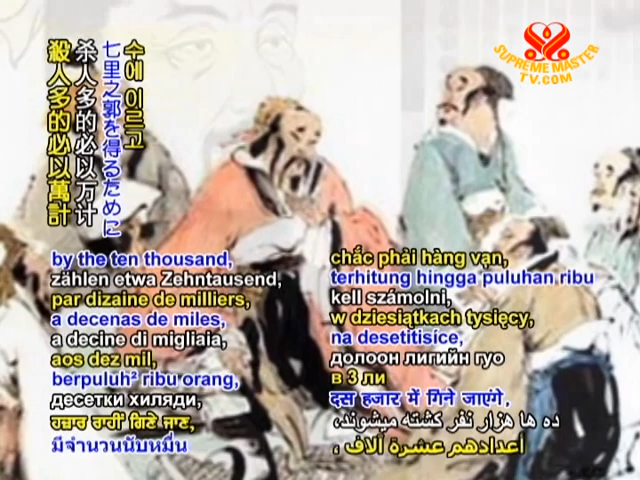 SUPREME MASTER
TV.COM
수에 이르고
七里之郭を得るために
杀人多的必以万计
殺人多的必以萬計
by the ten thousand,
zählen etwa Zehntausend,
par dizaine de milliers,
a decenas de miles,
a decine di migliaia,
aos dez mil,
berpuluh² ribu orang,
десетки хиляди,
ਹਜ਼ਾਰ ਰਾਹੀਂ ਗਿਣੇ ਜਾਣ,
มีจำนวนนับหมื่น
chắc phải hàng vạn,
terhitung hingga puluhan ribu
kell számolni,
w dziesiątkach tysięcy,
na desetitisíce,
долоон лигийн гуо
в 3 ли
दस हजार में गिने जाएंगे,
ده ها هزار نفر کشته میشوند،
أعدادهم عشرة آلاف ،